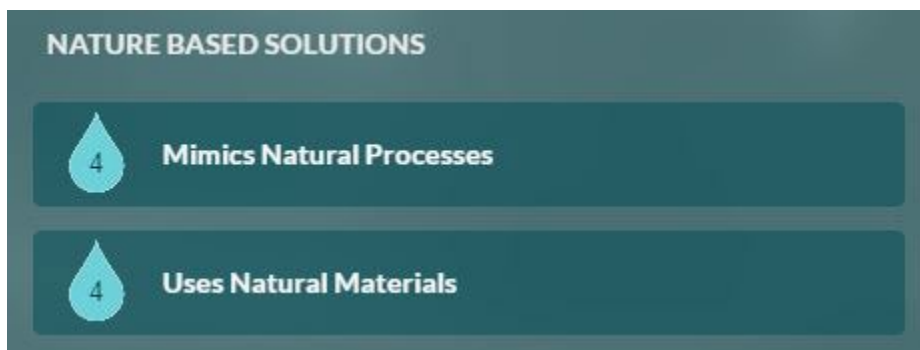 NATURE BASED SOLUTIONS
4 Mimics Natural Processes
4 Uses Natural Materials